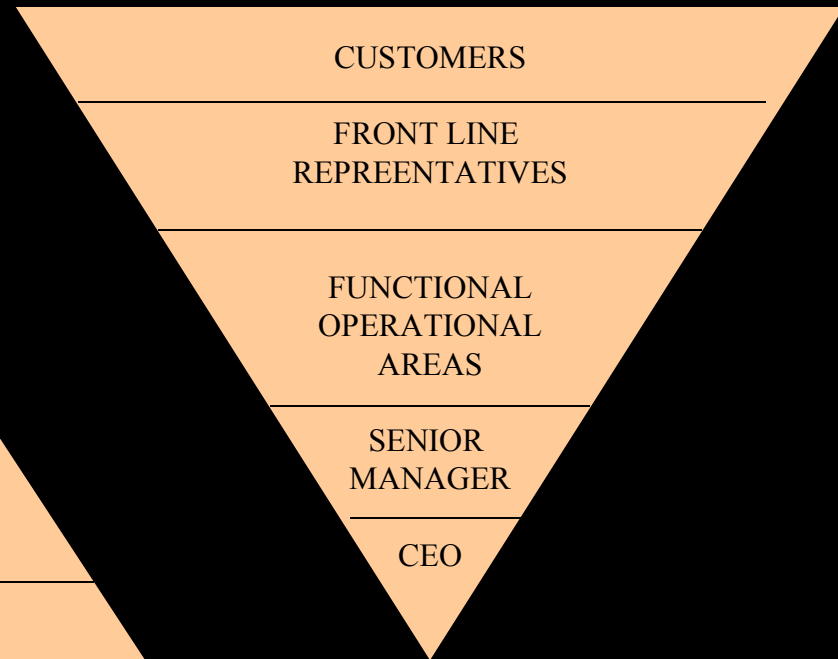 CUSTOMERS
FRONT LINE
REPREENTATIVES
FUNCTIONAL
OPERATIONAL
AREAS
SENIOR
MANAGER
CEO